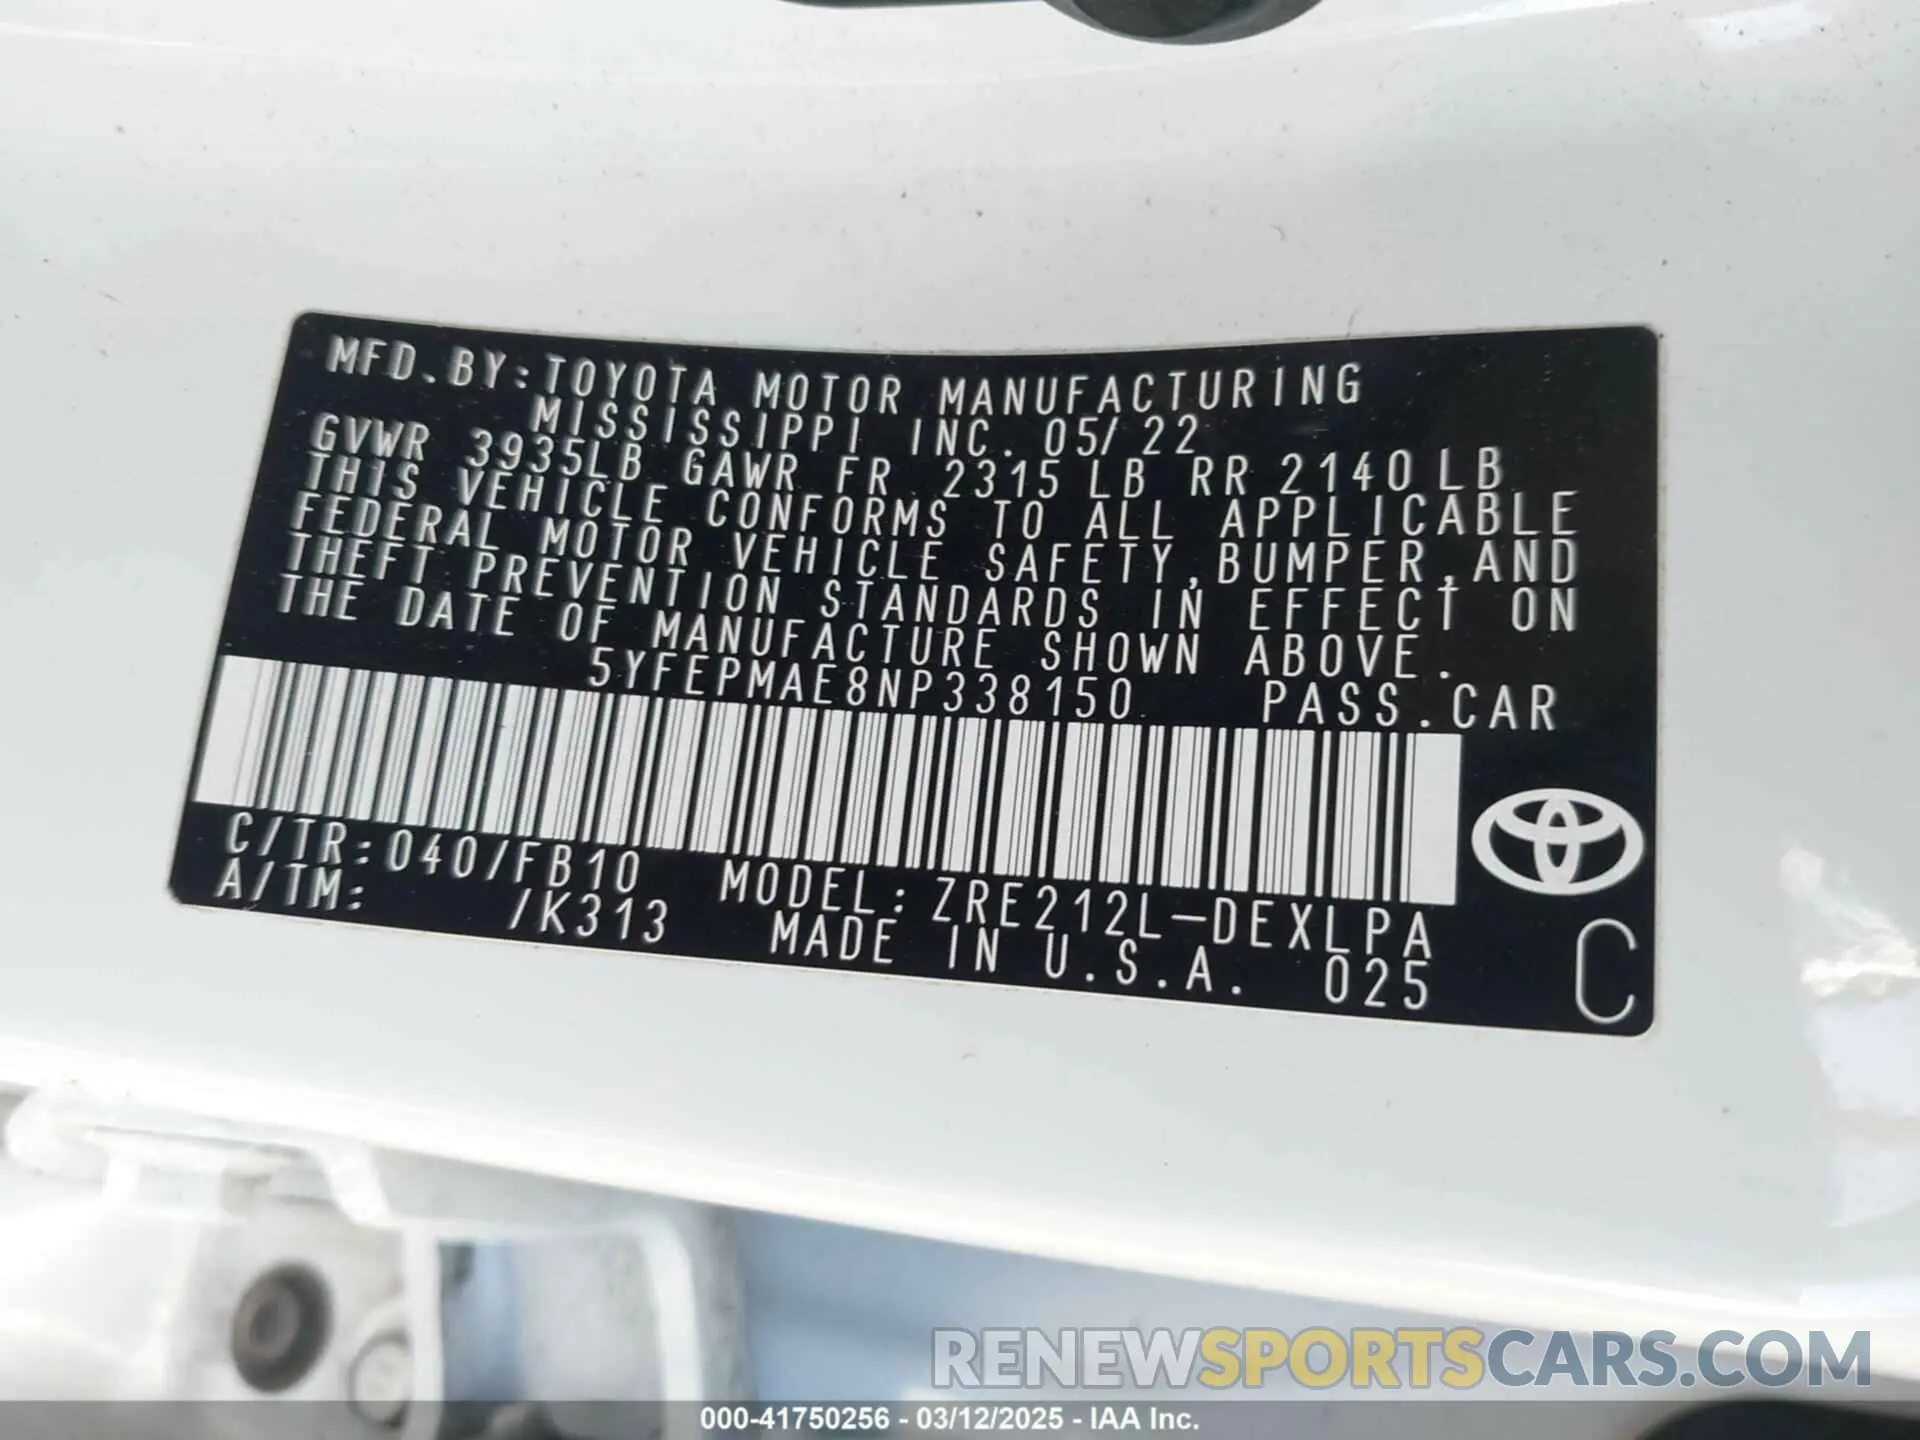 MFD.BY:TOYOTA MOTOR MANUFACTURING
MISSISSIPPI INC. 05/22
GVWR 3935LB GAWR FR 2315LB RR 2140LB
THIS VEHICLE CONFORMS TO ALL APPLICABLE
FEDERAL MOTOR VEHICLE SAFETY,BUMPER,AND
THEFT PREVENTION STANDARDS IN EFFECT ON
THE DATE OF MANUFACTURE SHOWN ABOVE.
5YFEPMAE8NP338150 PASS.CAR
C/TR:040/FB10 MODEL:ZRE212L-DEXLPA
A/TM: /K313 MADE IN U.S.A. 025
C
RENEWSPORTSCARS.COM
000-41750256 - 03/12/2025 - IAA Inc.